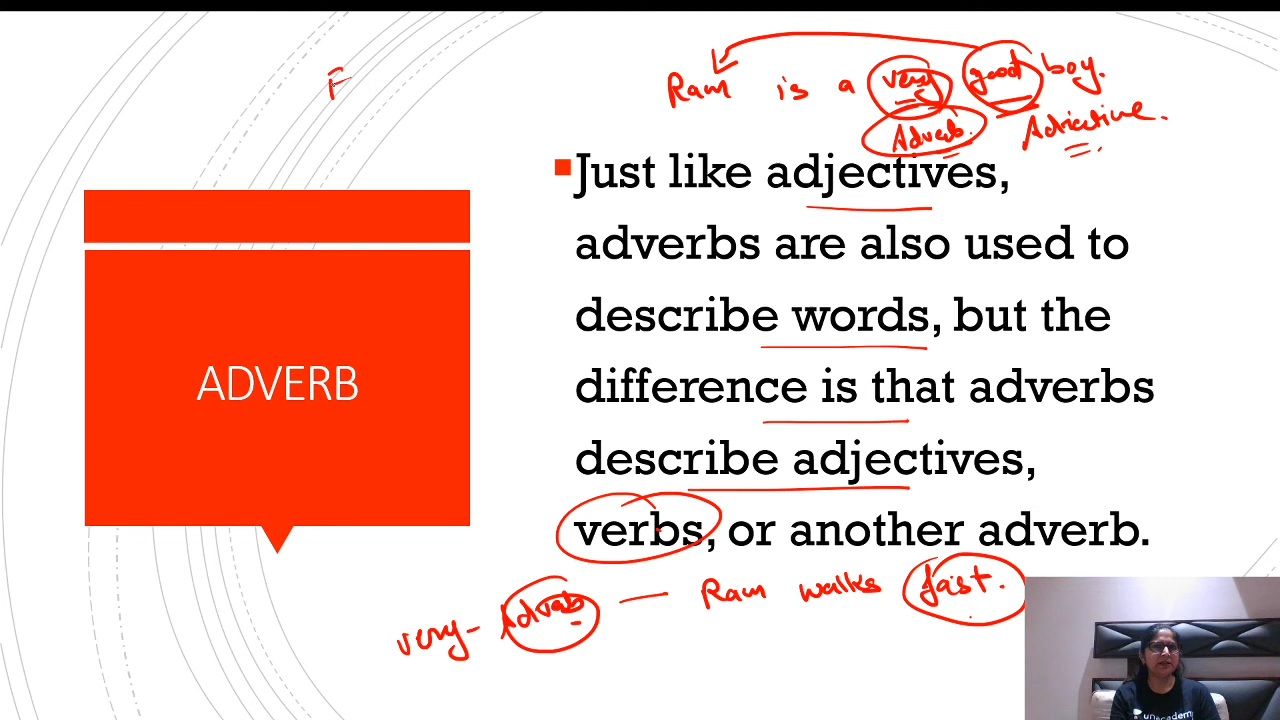 F
Ram is a very good boy.
Adverb. Adjective.
ADVERB
Just like adjectives,
adverbs are also used to
describe words, but the
difference is that adverbs
describe adjectives,
verbs, or another adverb.
very - Adverb — Ram walks fast.
unacademy